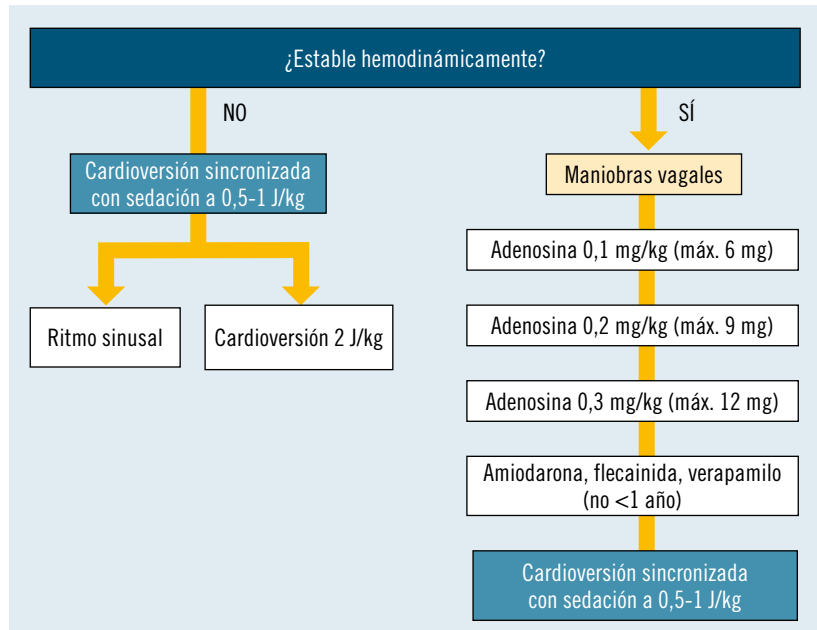 ¿Estable hemodinámicamente?
NO
SÍ
Cardioversión sincronizada
con sedación a 0,5-1 J/kg
Ritmo sinusal
Cardioversión 2 J/kg
Maniobras vagales
Adenosina 0,1 mg/kg (máx. 6 mg)
Adenosina 0,2 mg/kg (máx. 9 mg)
Adenosina 0,3 mg/kg (máx. 12 mg)
Amiodarona, flecainida, verapamilo
(no <1 año)
Cardioversión sincronizada
con sedación a 0,5-1 J/kg